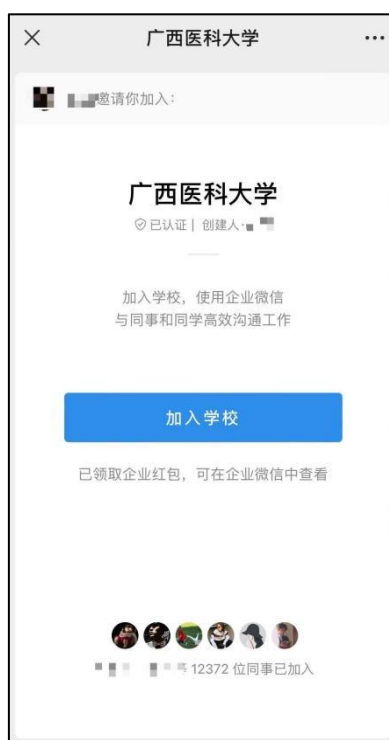 广西医科大学
邀请你加入：
广西医科大学
已认证 | 创建人·
加入学校，使用企业微信
与同事和同学高效沟通工作
加入学校
已领取企业红包，可在企业微信中查看
12372 位同事已加入